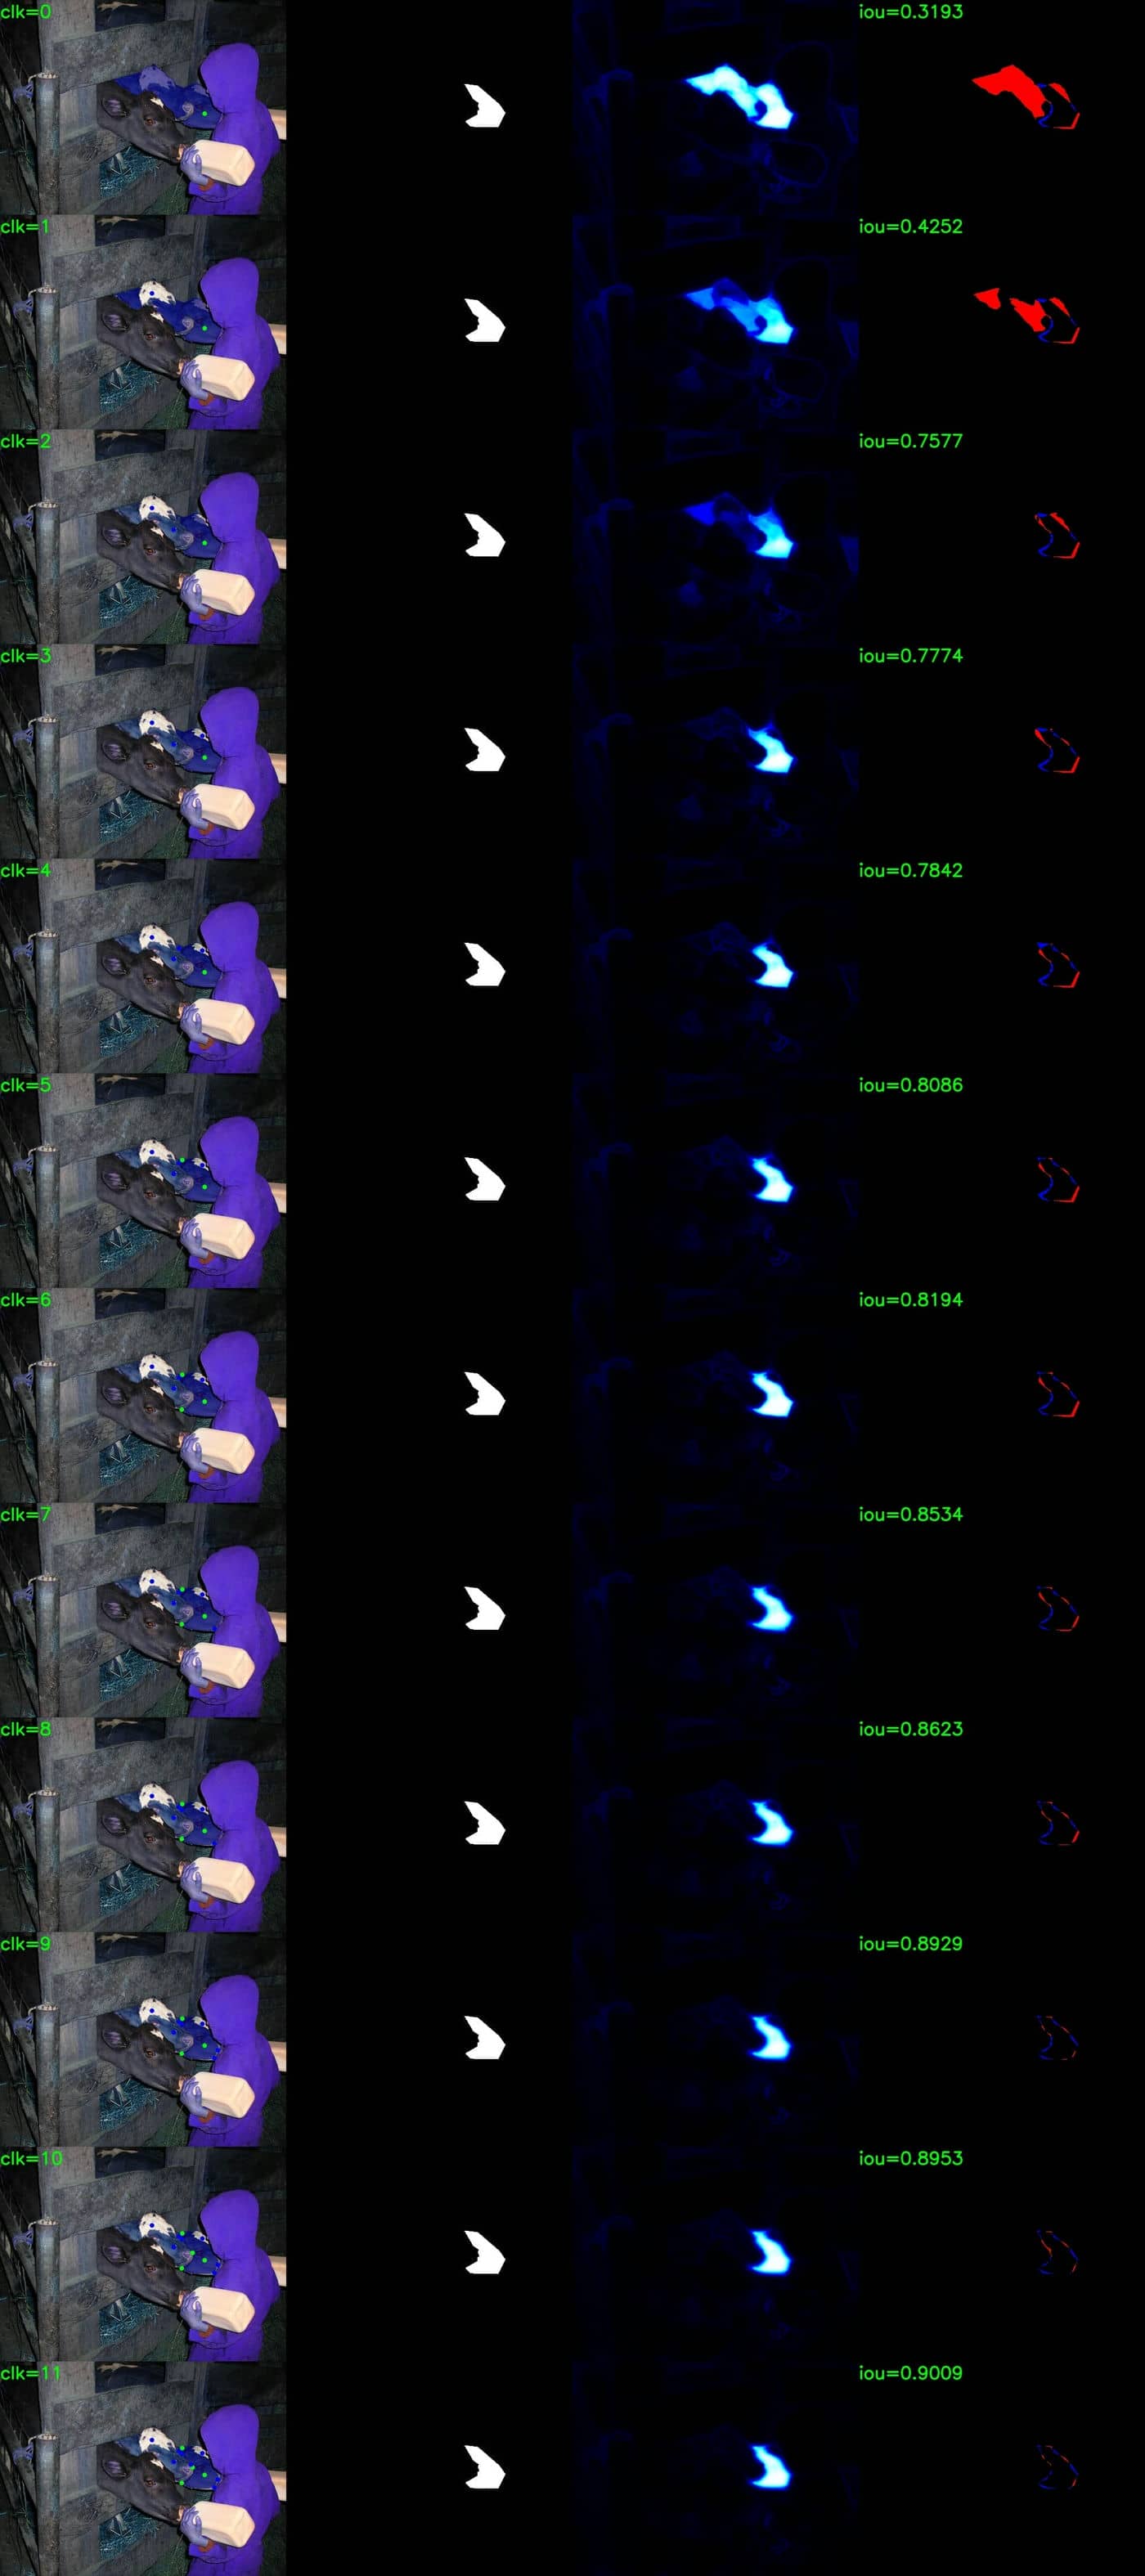 clk=0 iou=0.3193
clk=1 iou=0.4252
clk=2 iou=0.7577
clk=3 iou=0.7774
clk=4 iou=0.7842
clk=5 iou=0.8086
clk=6 iou=0.8194
clk=7 iou=0.8534
clk=8 iou=0.8623
clk=9 iou=0.8929
clk=10 iou=0.8953
clk=11 iou=0.9009